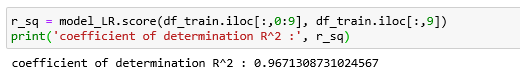 r_sq = model_LR.score(df_train.iloc[:,0:9], df_train.iloc[:,9])
print('coefficient of determination R^2 :', r_sq)
coefficient of determination R^2 : 0.9671308731024567